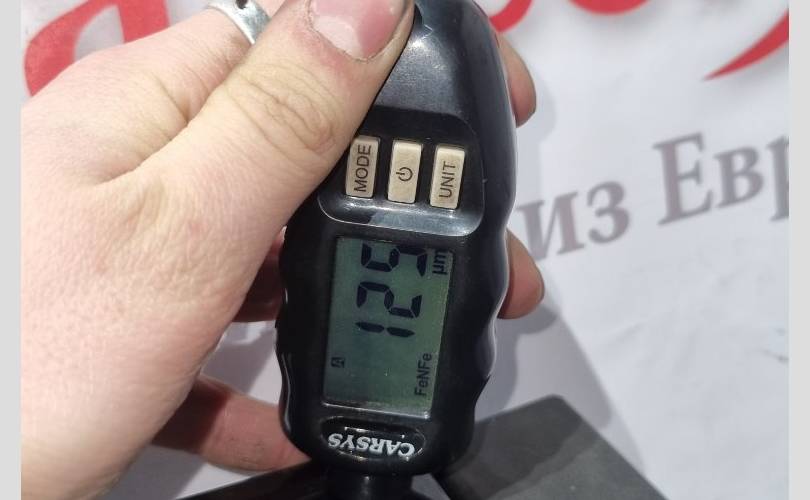 из Евр
MODE
UNIT
125
µm
A
FeNFe
CARSYS